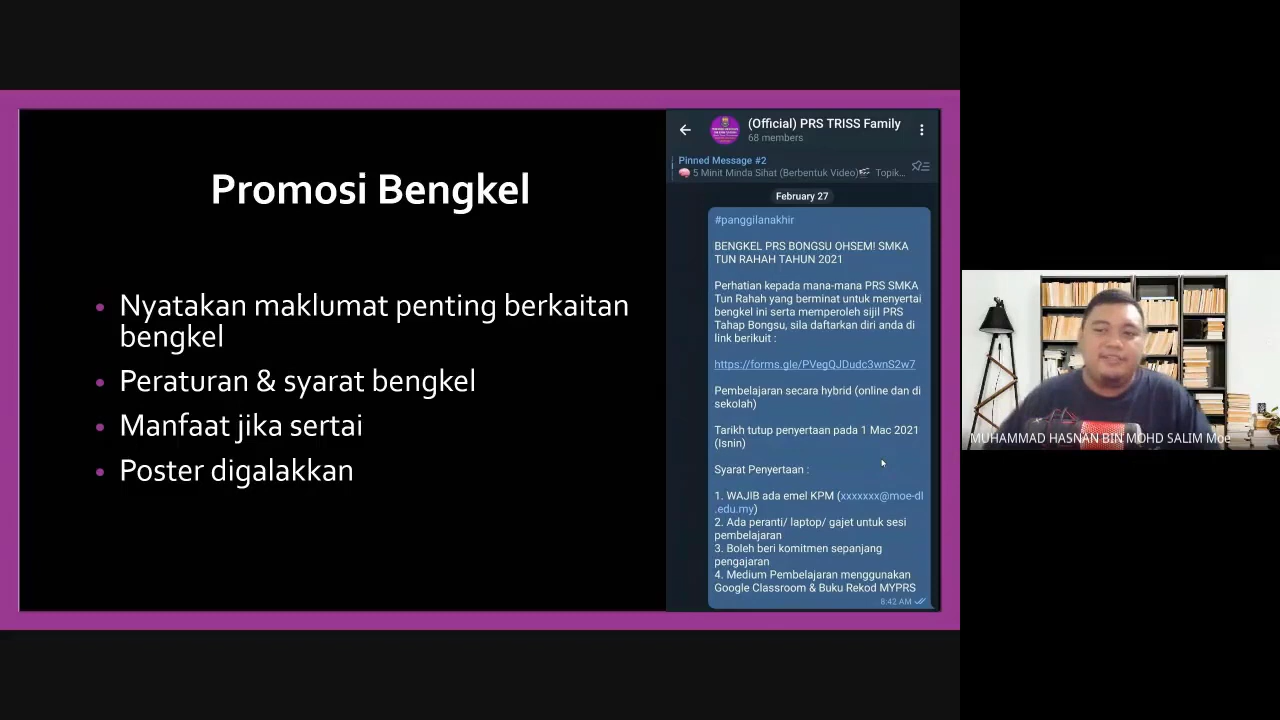 Promosi Bengkel
• Nyatakan maklumat penting berkaitan
bengkel
• Peraturan & syarat bengkel
• Manfaat jika sertai
• Poster digalakkan
(Official) PRS TRISS Family
68 members
Pinned Message #2
5 Minit Minda Sihat (Berbentuk Video) Topik...
February 27
#panggilanakhir
BENGKEL PRS BONGSU OHSEM! SMKA
TUN RAHAH TAHUN 2021
Perhatian kepada mana-mana PRS SMKA
Tun Rahah yang berminat untuk menyertai
bengkel ini serta memperoleh sijil PRS
Tahap Bongsu, sila daftarkan diri anda di
link berikuit :
https://forms.gle/PVegQJDudc3wnS2w7
Pembelajaran secara hybrid (online dan di
sekolah)
Tarikh tutup penyertaan pada 1 Mac 2021
(Isnin)
Syarat Penyertaan :
1. WAJIB ada emel KPM (xxxxxxx@moe-dl
.edu.my)
2. Ada peranti/ laptop/ gajet untuk sesi
pembelajaran
3. Boleh beri komitmen sepanjang
pengajaran
4. Medium Pembelajaran menggunakan
Google Classroom & Buku Rekod MYPRS
8:42 AM
MUHAMMAD HASNAN BIN MOHD SALIM Moe